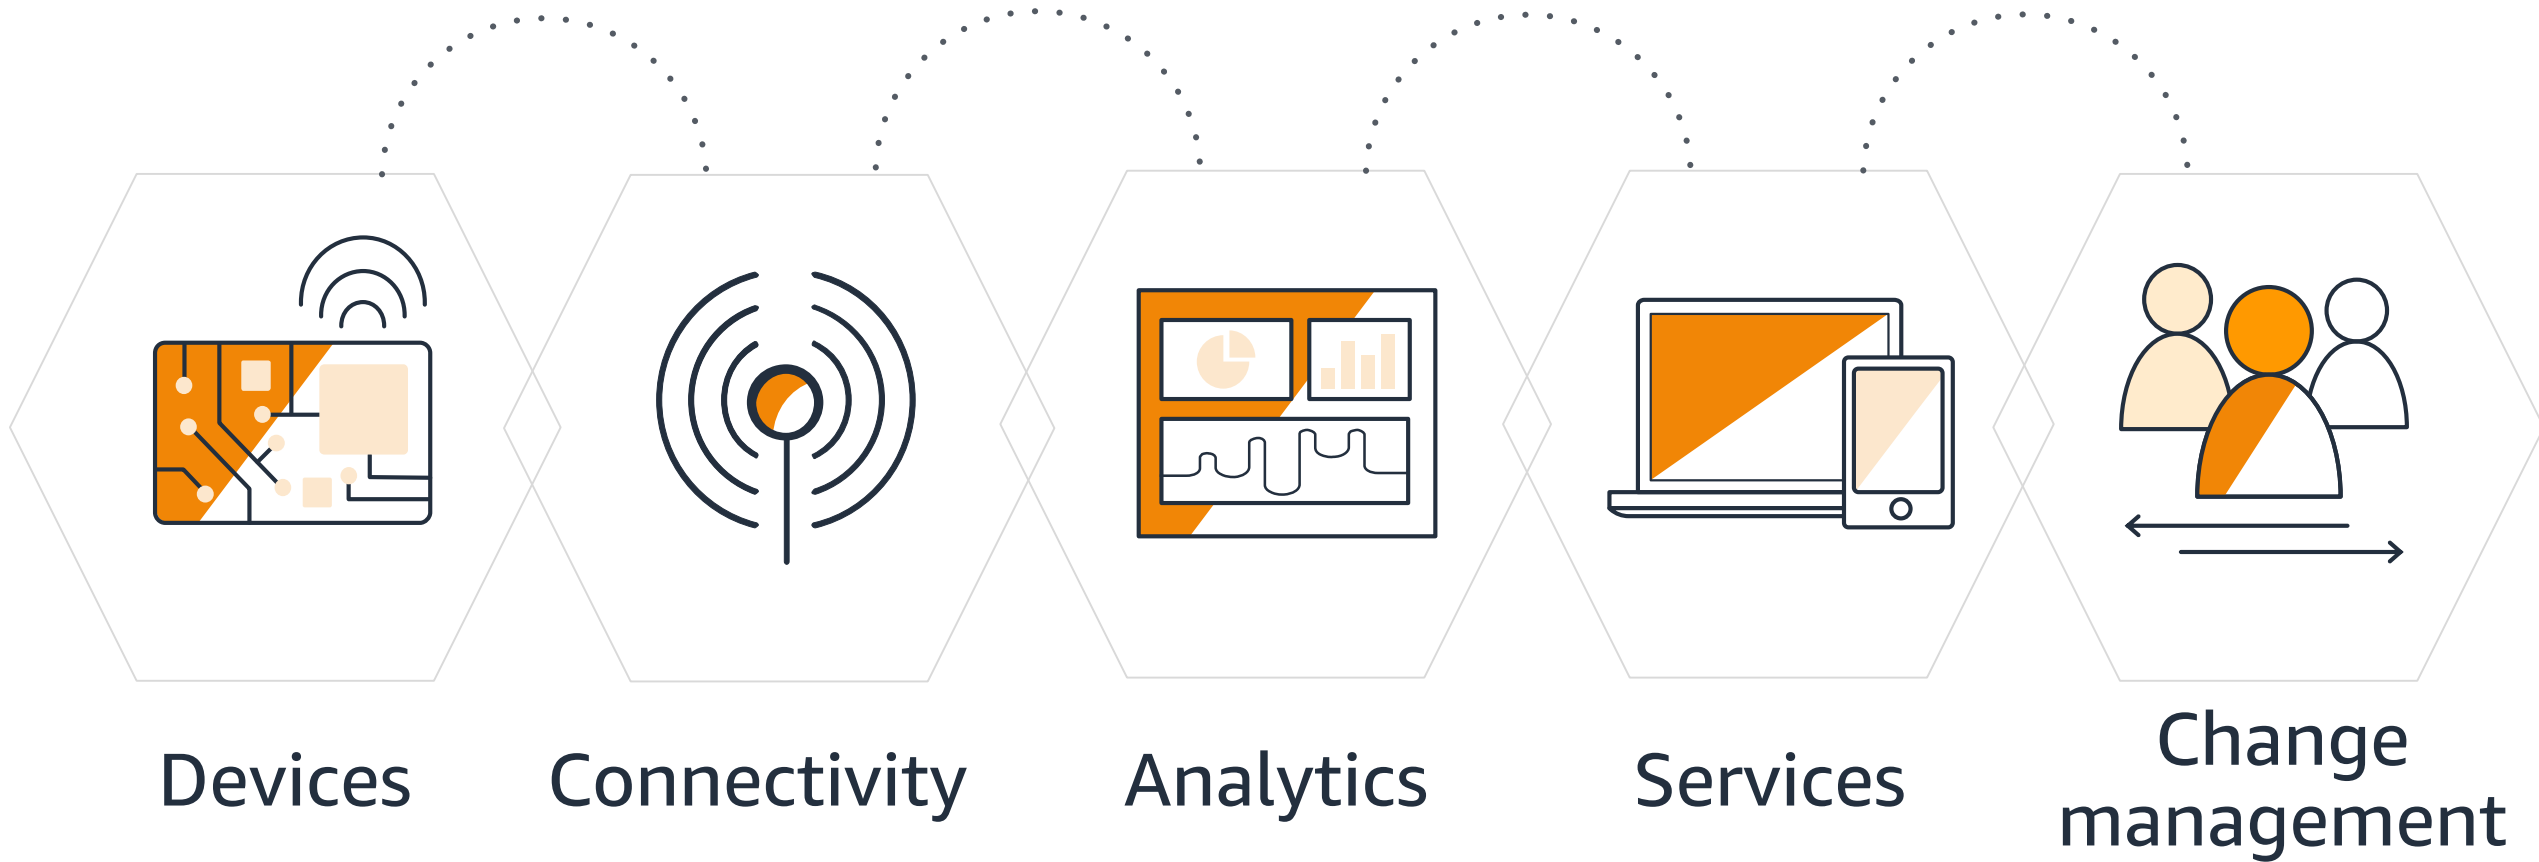 Devices
Connectivity
Analytics
Services
Change
management